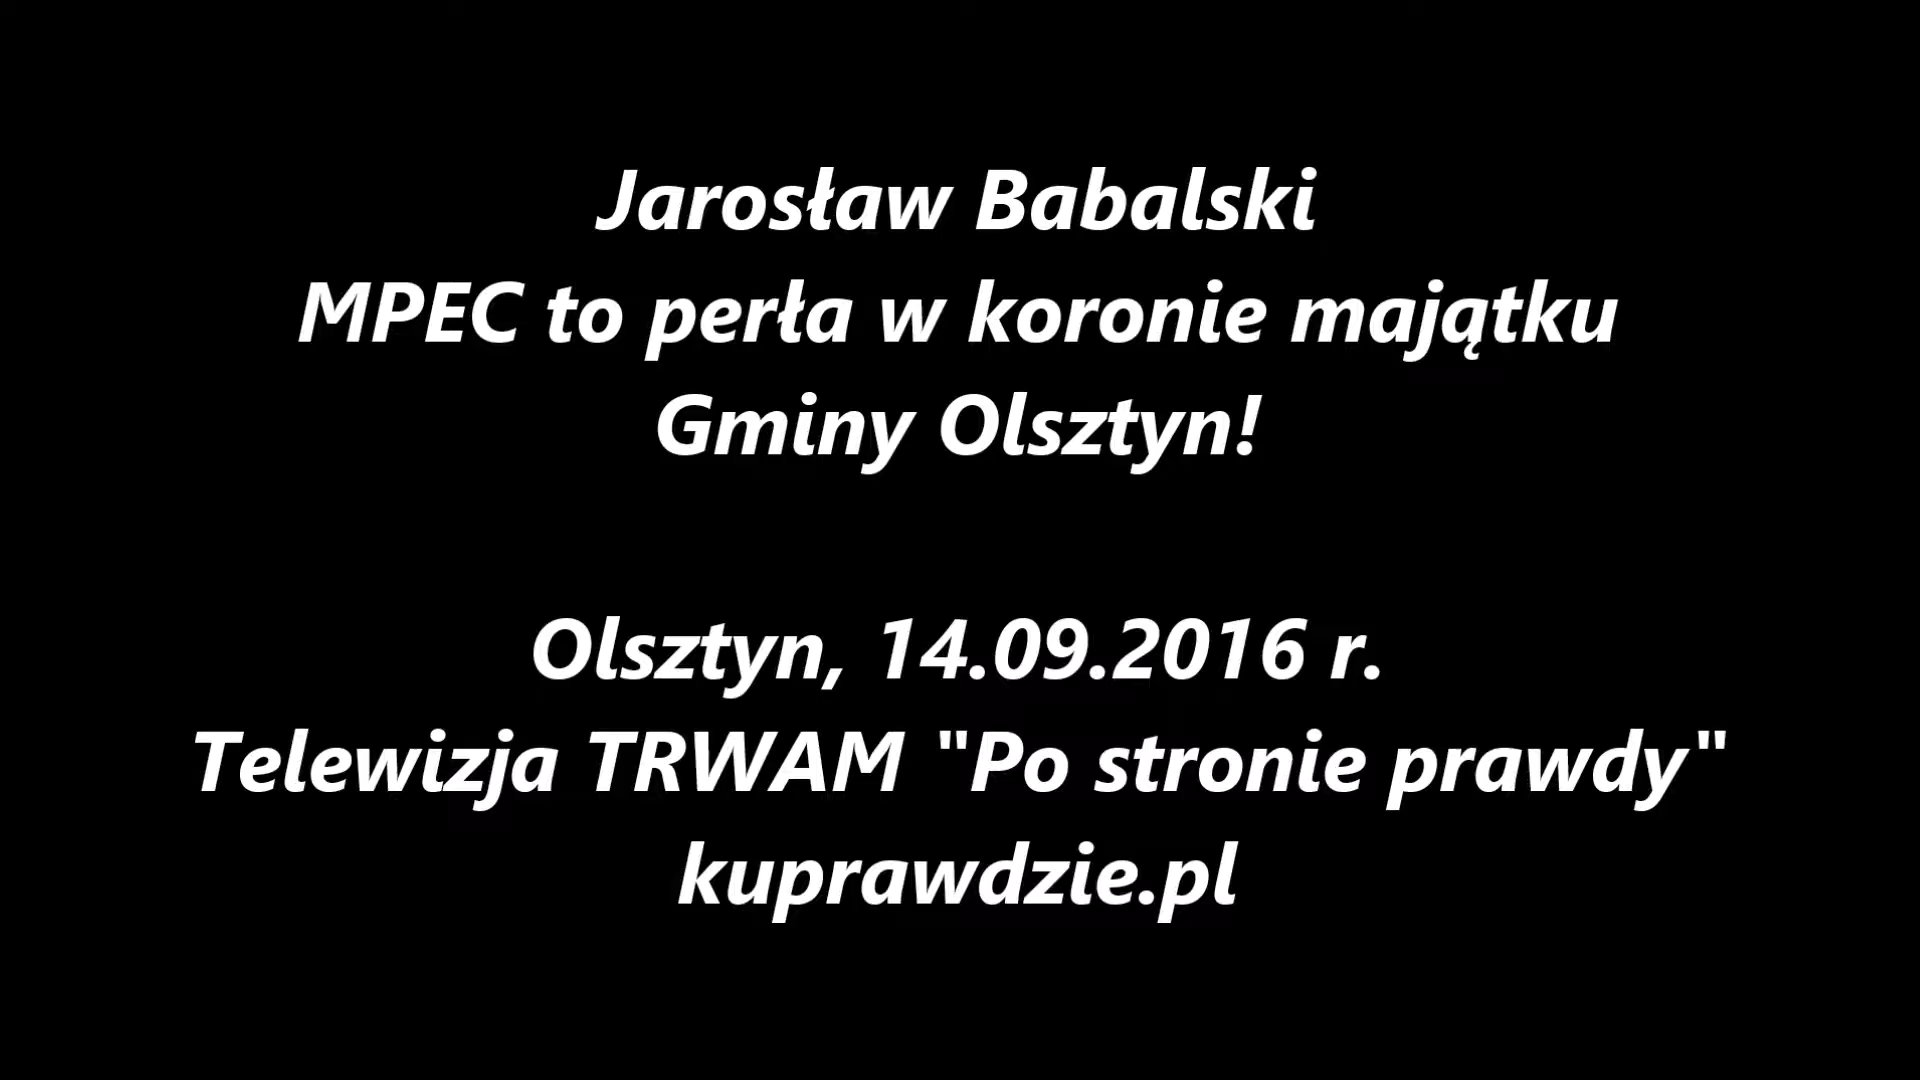 Jarosław Babalski
MPEC to perła w koronie majątku
Gminy Olsztyn!
Olsztyn, 14.09.2016 r.
Telewizja TRWAM "Po stronie prawdy"
kuprawdzie.pl